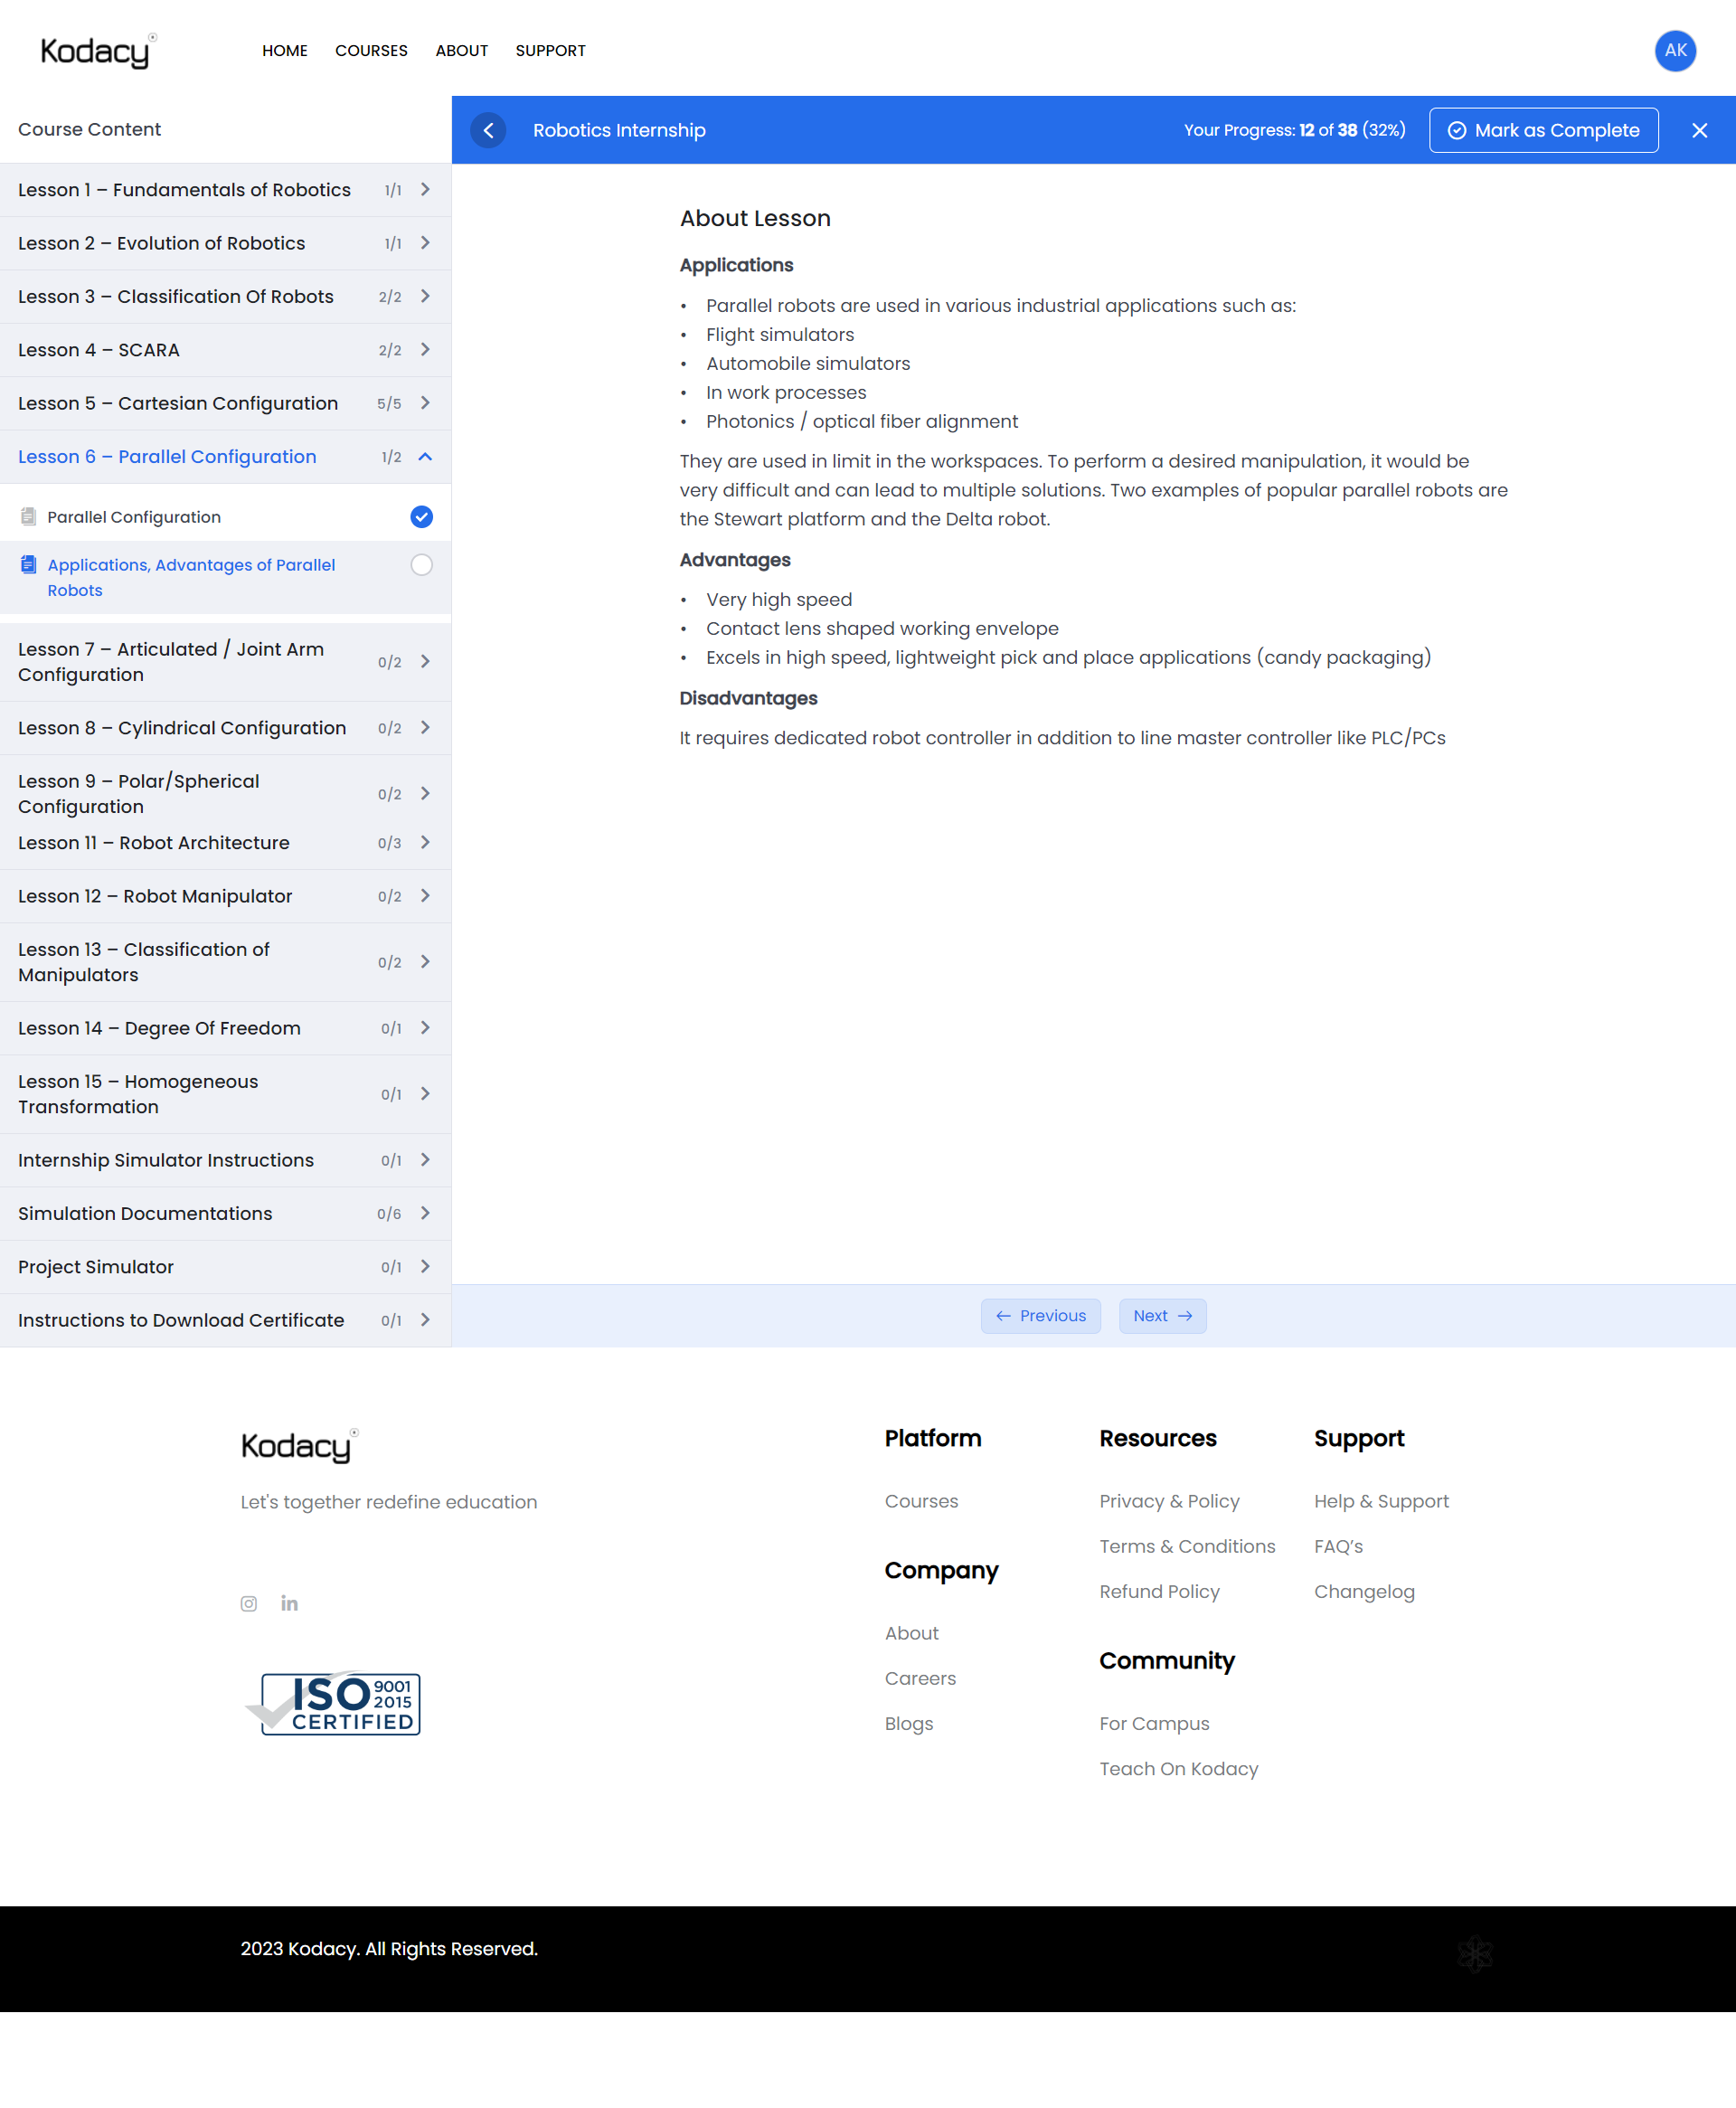 Kodacy
HOME COURSES ABOUT SUPPORT
AK
Course Content
Robotics Internship
Your Progress: 12 of 38 (32%)
Mark as Complete
Lesson 1 – Fundamentals of Robotics 1/1
Lesson 2 – Evolution of Robotics 1/1
Lesson 3 – Classification Of Robots 2/2
Lesson 4 – SCARA 2/2
Lesson 5 – Cartesian Configuration 5/5
Lesson 6 – Parallel Configuration 1/2
Parallel Configuration
Applications, Advantages of Parallel
Robots
Lesson 7 – Articulated / Joint Arm
Configuration 0/2
Lesson 8 – Cylindrical Configuration 0/2
Lesson 9 – Polar/Spherical
Configuration 0/2
Lesson 11 – Robot Architecture 0/3
Lesson 12 – Robot Manipulator 0/2
Lesson 13 – Classification of
Manipulators 0/2
Lesson 14 – Degree Of Freedom 0/1
Lesson 15 – Homogeneous
Transformation 0/1
Internship Simulator Instructions 0/1
Simulation Documentations 0/6
Project Simulator 0/1
Instructions to Download Certificate 0/1
About Lesson
Applications
• Parallel robots are used in various industrial applications such as:
• Flight simulators
• Automobile simulators
• In work processes
• Photonics / optical fiber alignment
They are used in limit in the workspaces. To perform a desired manipulation, it would be
very difficult and can lead to multiple solutions. Two examples of popular parallel robots are
the Stewart platform and the Delta robot.
Advantages
• Very high speed
• Contact lens shaped working envelope
• Excels in high speed, lightweight pick and place applications (candy packaging)
Disadvantages
It requires dedicated robot controller in addition to line master controller like PLC/PCs
← Previous
Next →
Kodacy
Let's together redefine education
ISO 9001 2015
CERTIFIED
Platform
Courses
Company
About
Careers
Blogs
Resources
Privacy & Policy
Terms & Conditions
Refund Policy
Community
For Campus
Teach On Kodacy
Support
Help & Support
FAQ’s
Changelog
2023 Kodacy. All Rights Reserved.